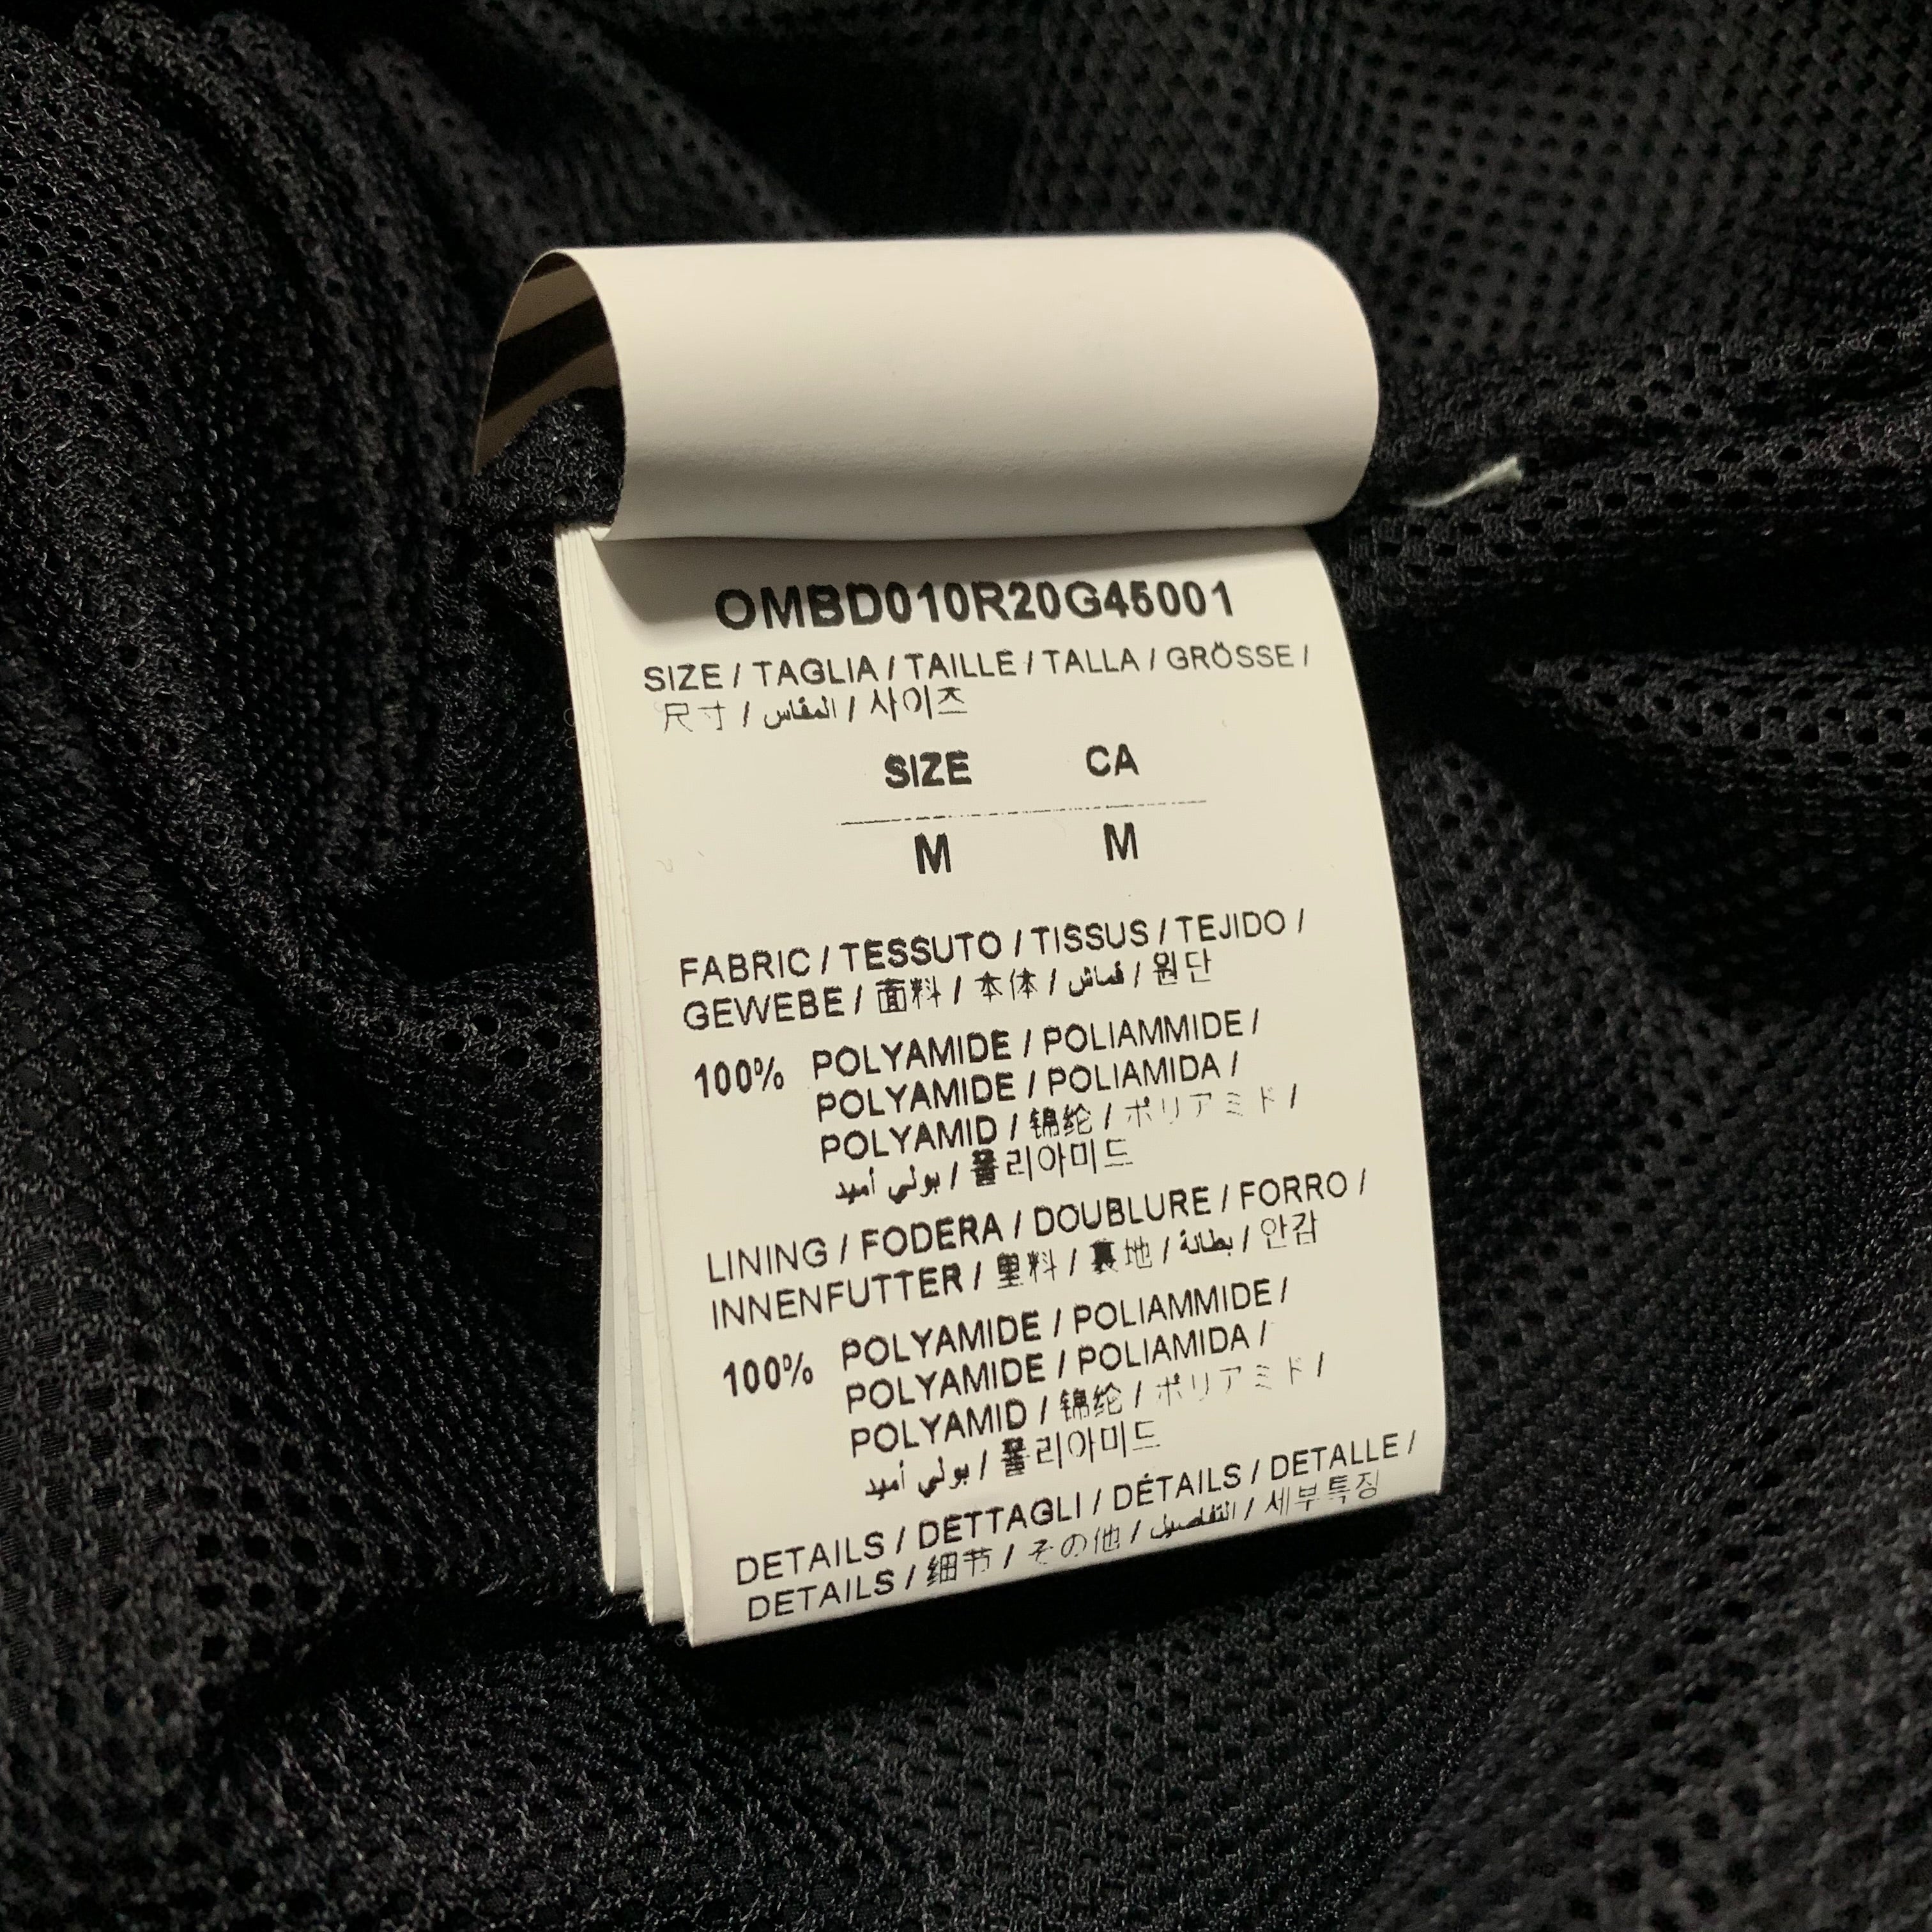 OMBD010R20G45001
SIZE / TAGLIA / TAILLE / TALLA / GRÖSSE /
尺寸 / المقاس / 사이즈
SIZE CA
M M
FABRIC / TESSUTO / TISSUS / TEJIDO /
GEWEBE / 面料 / 本体 / قماش / 원단
100% POLYAMIDE / POLIAMMIDE /
POLYAMIDE / POLIAMIDA /
POLYAMID / 锦纶 / ポリアミド /
بولي أميد / 폴리아미드
LINING / FODERA / DOUBLURE / FORRO /
INNENFUTTER / 里料 / 裏地 / بطانة / 안감
100% POLYAMIDE / POLIAMMIDE /
POLYAMIDE / POLIAMIDA /
POLYAMID / 锦纶 / ポリアミド /
بولي أميد / 폴리아미드
DETAILS / DETTAGLI / DÉTAILS / DETALLE /
DETAILS / 细节 / その他 / التفاصيل / 세부특징